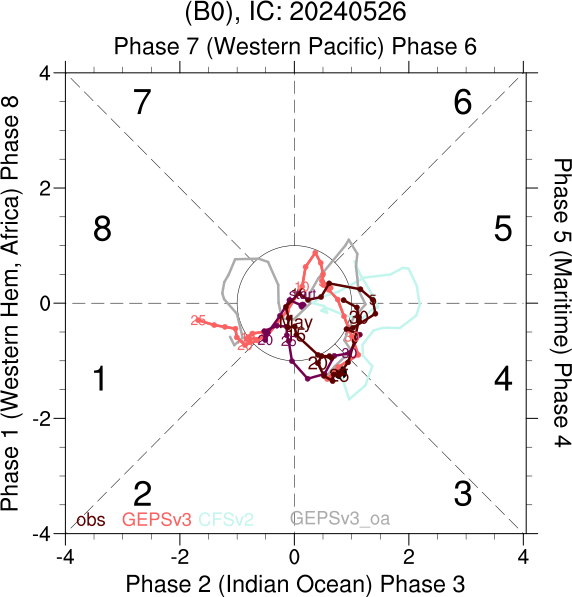 (B0), IC: 20240526
Phase 7 (Western Pacific) Phase 6
Phase 1 (Western Hem, Africa) Phase 8
Phase 5 (Maritime) Phase 4
4
2
0
-2
-4
7
6
8
5
1
4
2
3
May
20
30
25
20
25
obs
GEPSv3
CFSv2
GEPSv3_oa
-4
-2
0
2
4
Phase 2 (Indian Ocean) Phase 3